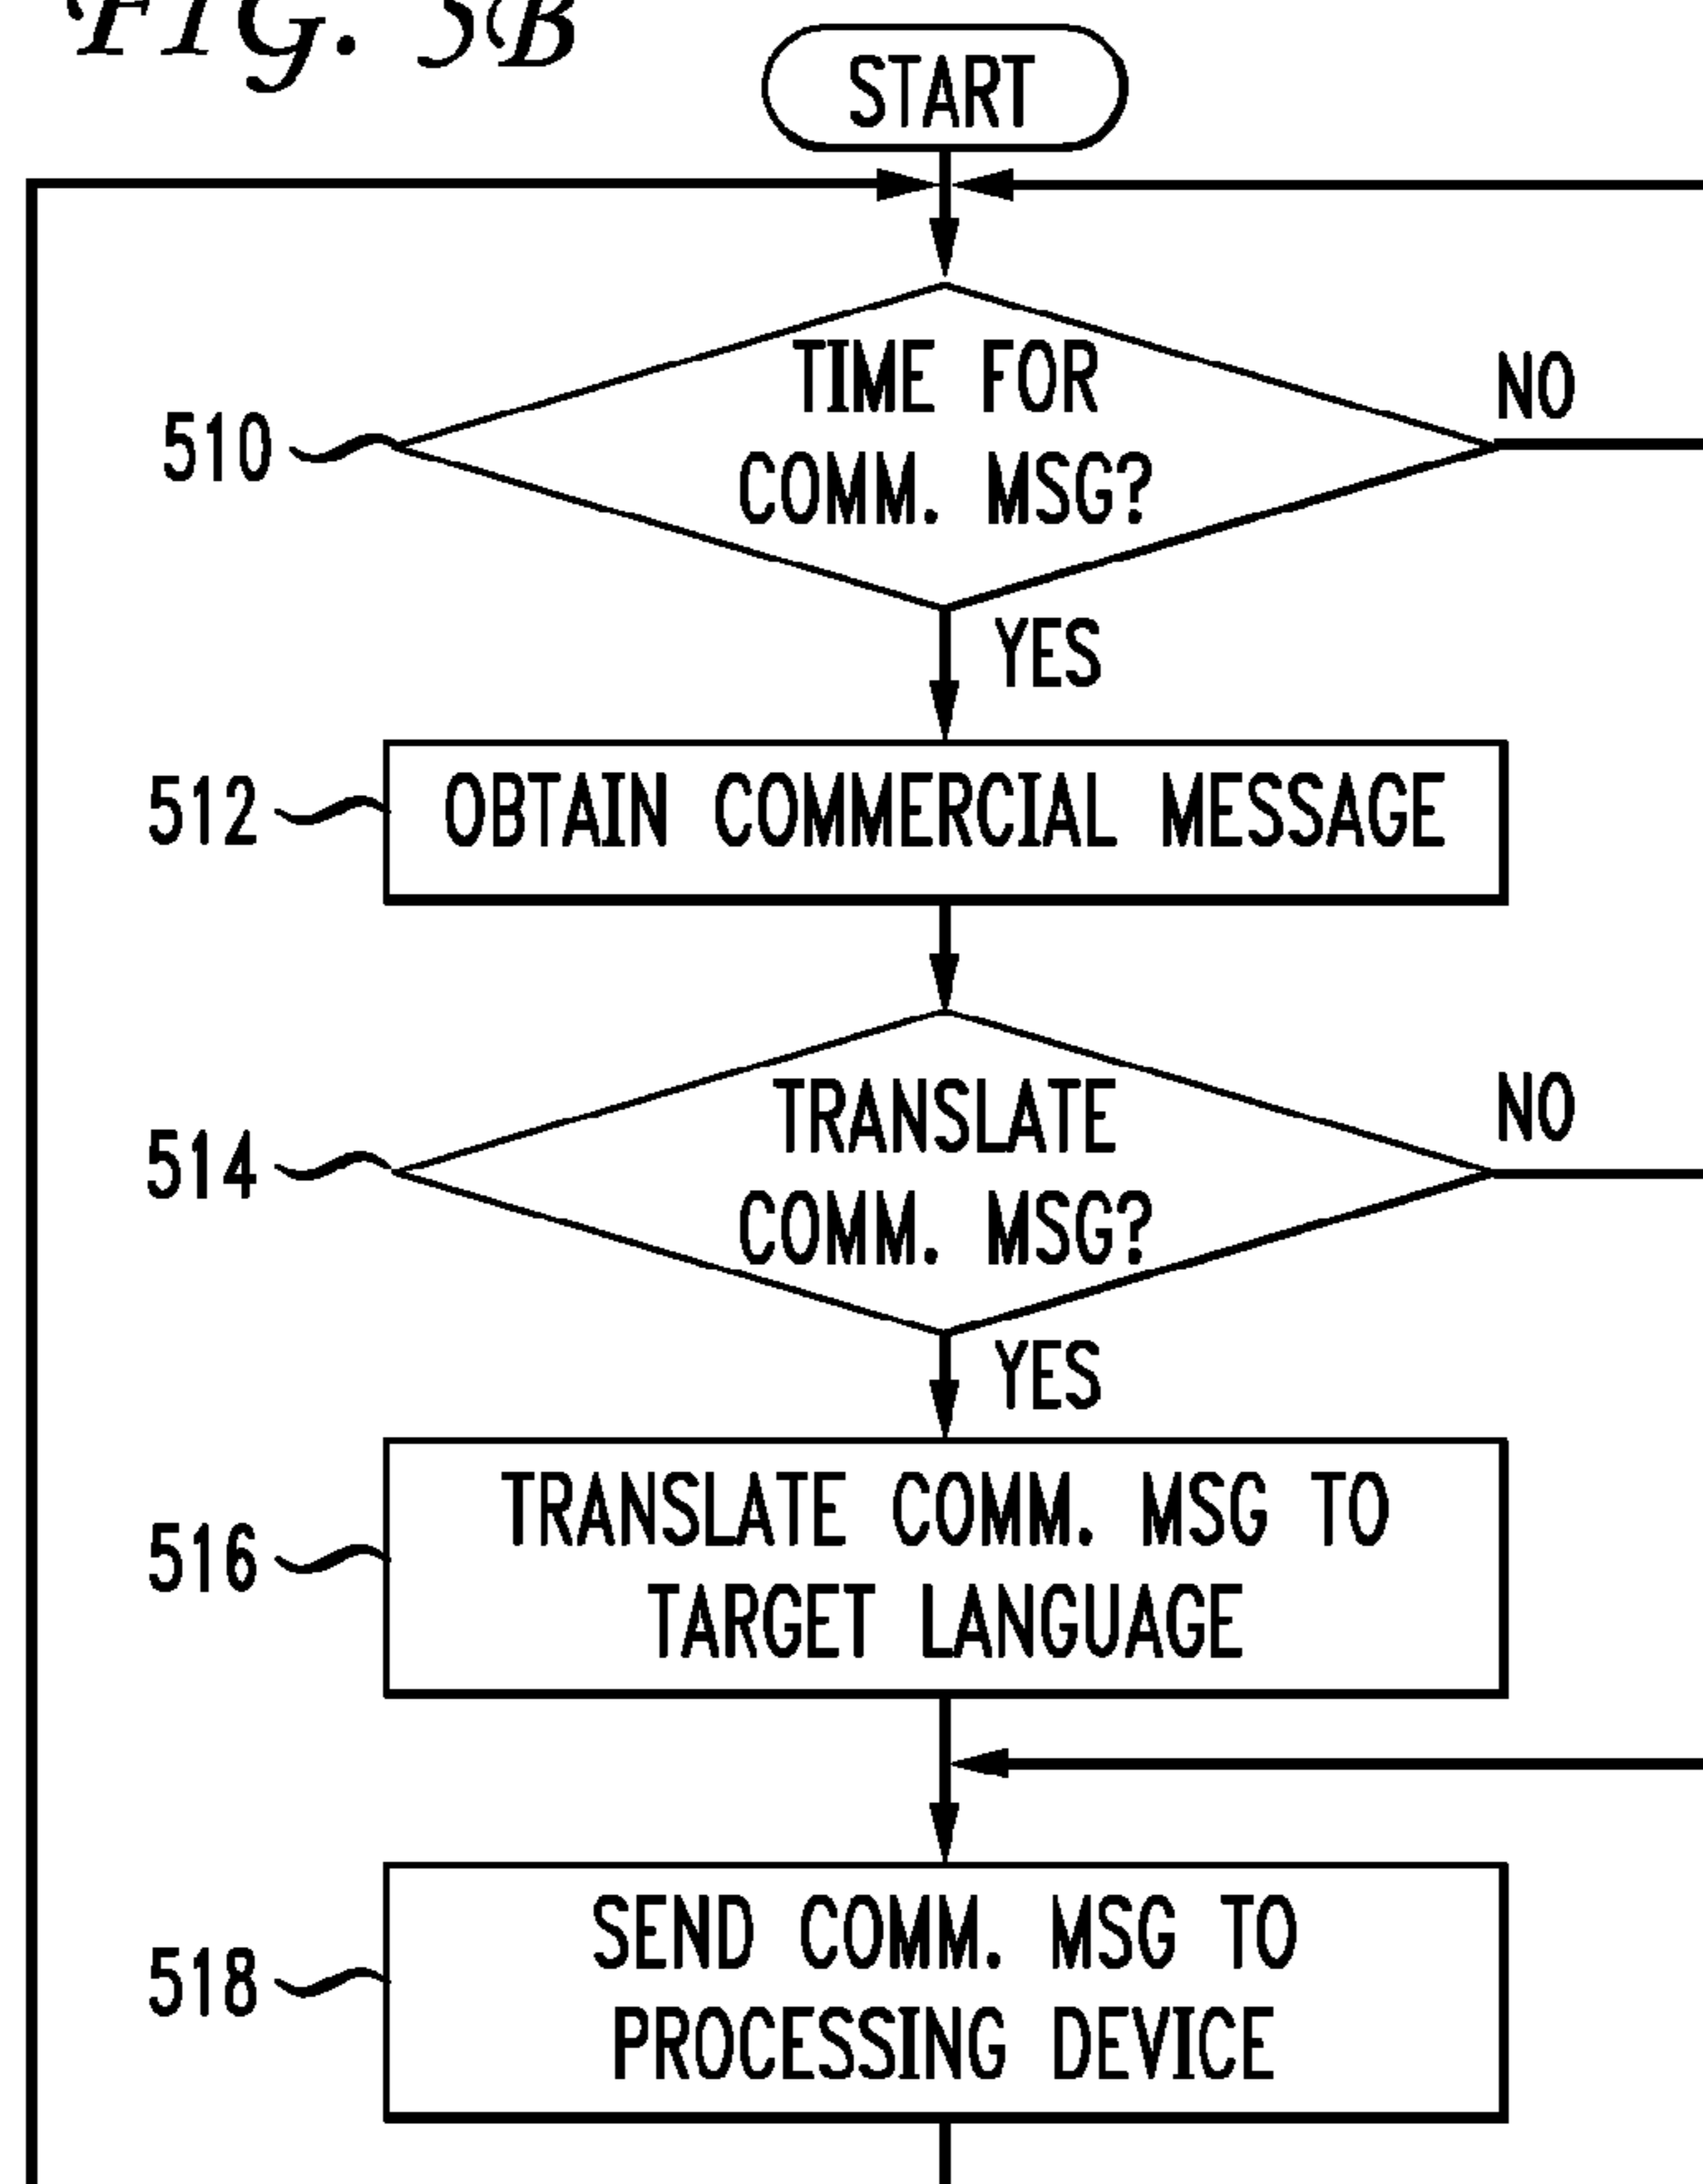 FIG. 5B
START
TIME FOR
COMM. MSG?
NO
510
YES
512
OBTAIN COMMERCIAL MESSAGE
TRANSLATE
COMM. MSG?
NO
514
YES
TRANSLATE COMM. MSG TO
TARGET LANGUAGE
516
SEND COMM. MSG TO
PROCESSING DEVICE
518